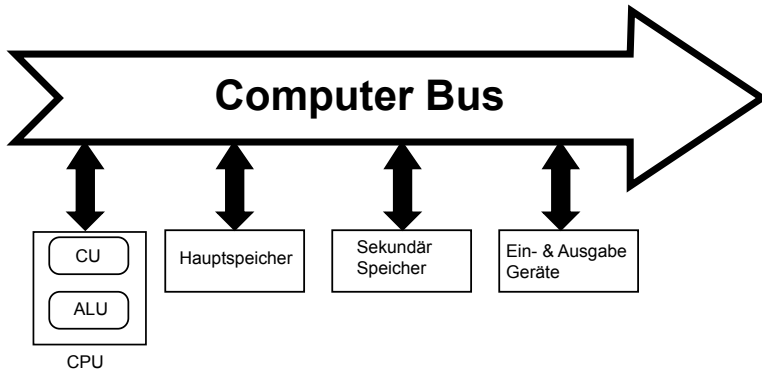 Computer Bus
CU
ALU
CPU
Hauptspeicher
Sekundär
Speicher
Ein- & Ausgabe
Geräte